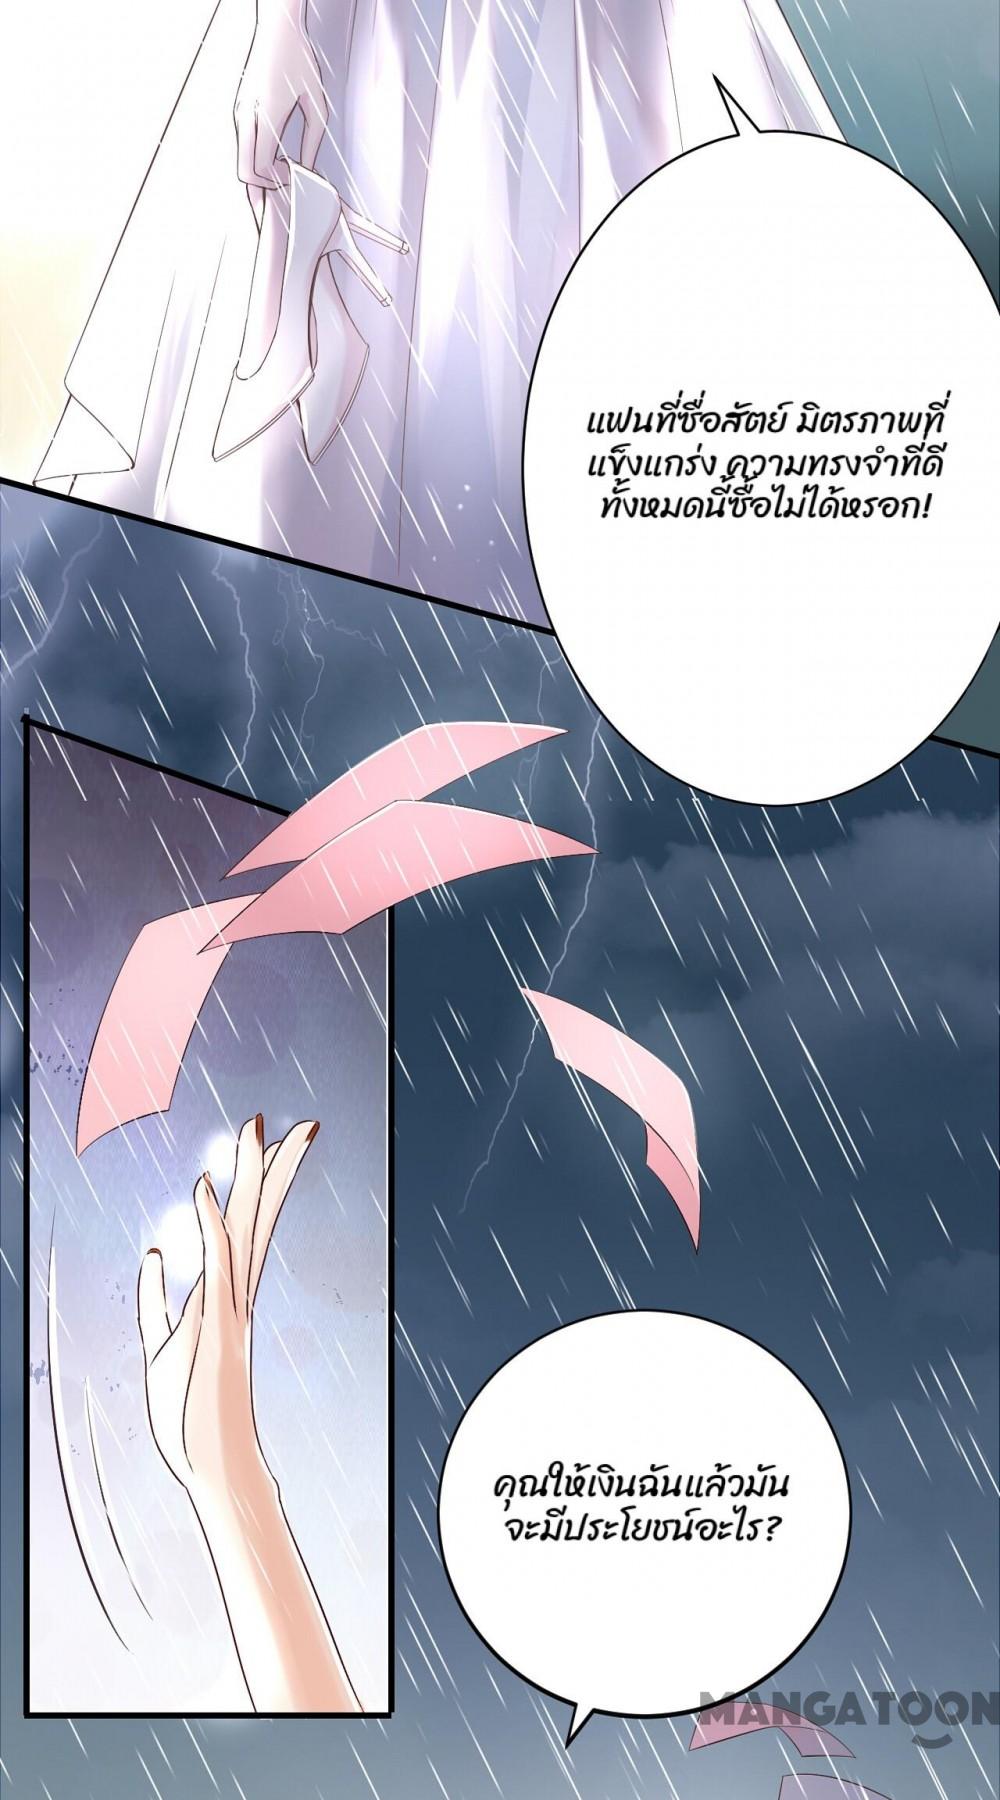 แฟนที่ซื่อสัตย์ มิตรภาพที่
แข็งแกร่ง ความทรงจำที่ดี
ทั้งหมดนี้ซื้อไม่ได้หรอก!
คุณให้เงินฉันแล้วมัน
จะมีประโยชน์อะไร?
MANGATOON